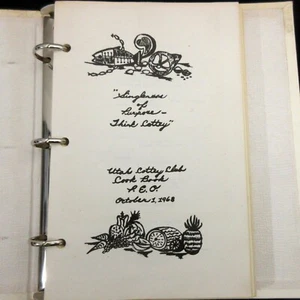 "Singleness
of
Purpose –
Think Cottey"
Utah Cottey Club
Cook Book
P.E.O.
October 1, 1968